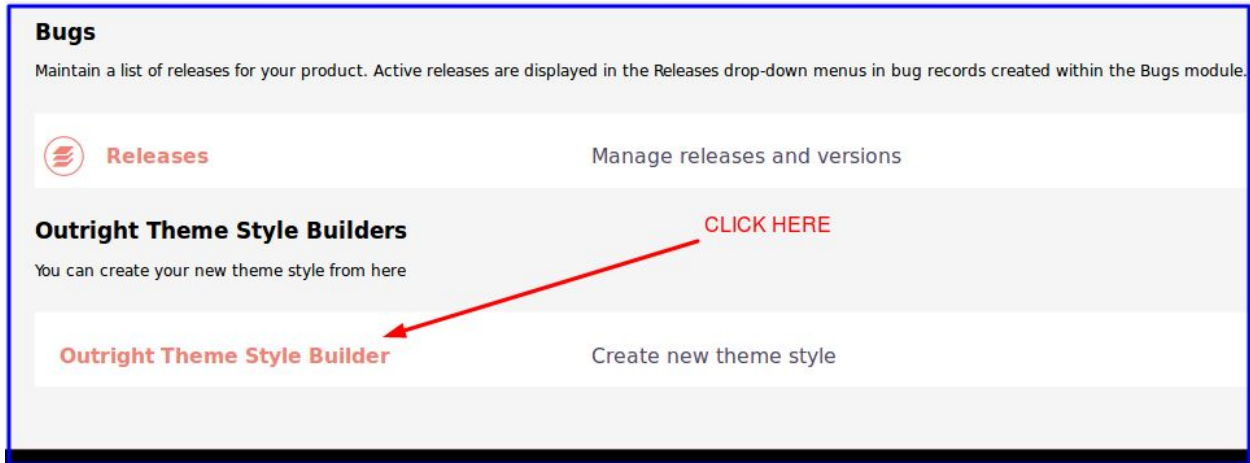 Bugs
Maintain a list of releases for your product. Active releases are displayed in the Releases drop-down menus in bug records created within the Bugs module.
Releases Manage releases and versions
Outright Theme Style Builders
CLICK HERE
You can create your new theme style from here
Outright Theme Style Builder Create new theme style